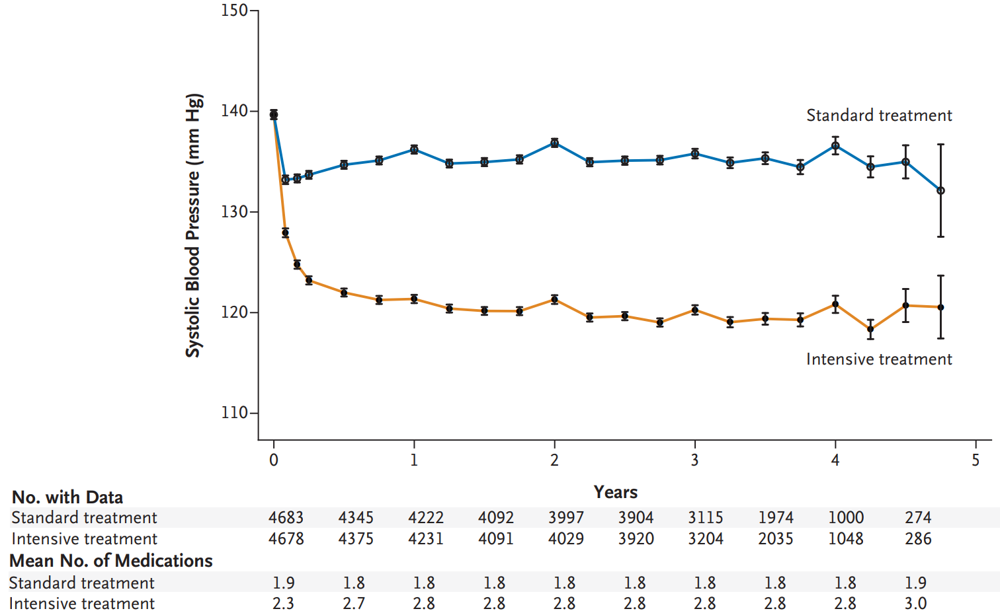 150
140
130
120
110
Systolic Blood Pressure (mm Hg)
Standard treatment
Intensive treatment
0 1 2 3 4 5
Years
No. with Data
Standard treatment 4683 4345 4222 4092 3997 3904 3115 1974 1000 274
Intensive treatment 4678 4375 4231 4091 4029 3920 3204 2035 1048 286
Mean No. of Medications
Standard treatment 1.9 1.8 1.8 1.8 1.8 1.8 1.8 1.8 1.8 1.9
Intensive treatment 2.3 2.7 2.8 2.8 2.8 2.8 2.8 2.8 2.8 3.0